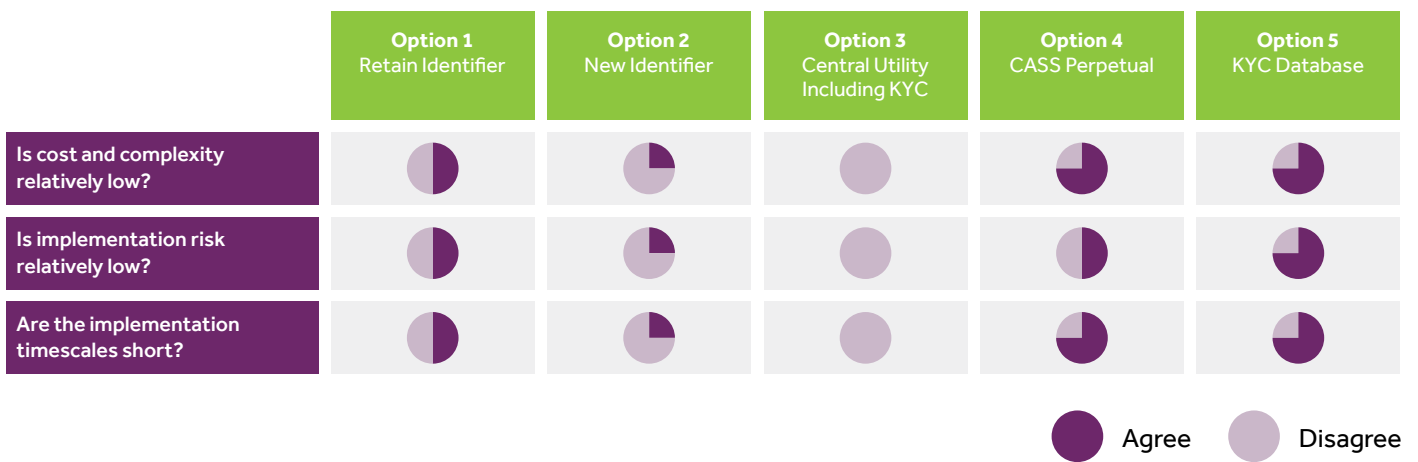 Option 1
Retain Identifier
Option 2
New Identifier
Option 3
Central Utility
Including KYC
Option 4
CASS Perpetual
Option 5
KYC Database
Is cost and complexity
relatively low?
Is implementation risk
relatively low?
Are the implementation
timescales short?
Agree
Disagree